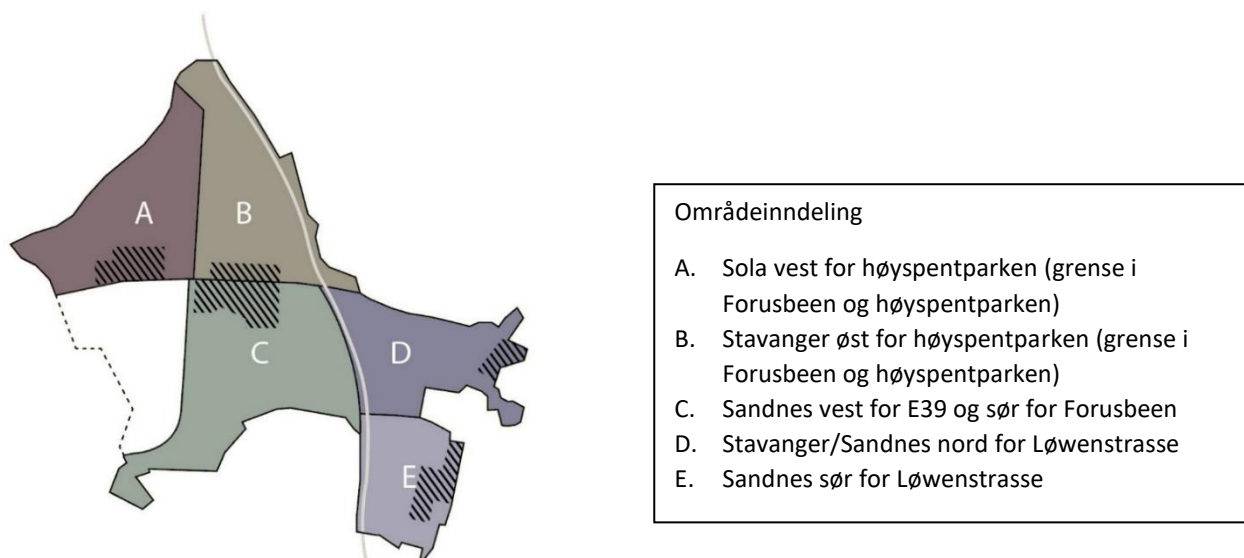 A
B
C
D
E
Områdeinndeling
A. Sola vest for høyspentparken (grense i
Forusbeen og høyspentparken)
B. Stavanger øst for høyspentparken (grense i
Forusbeen og høyspentparken)
C. Sandnes vest for E39 og sør for Forusbeen
D. Stavanger/Sandnes nord for Løwenstrasse
E. Sandnes sør for Løwenstrasse